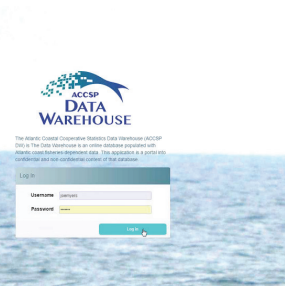 ACCSP
DATA
WAREHOUSE
The Atlantic Coastal Cooperative Statistics Data Warehouse (ACCSP
DW) is The Data Warehouse is an online database populated with
Atlantic coast fisheries-dependent data. This application is a portal into
confidential and non-confidential content of that database.
Log in
Username
Password
Log in